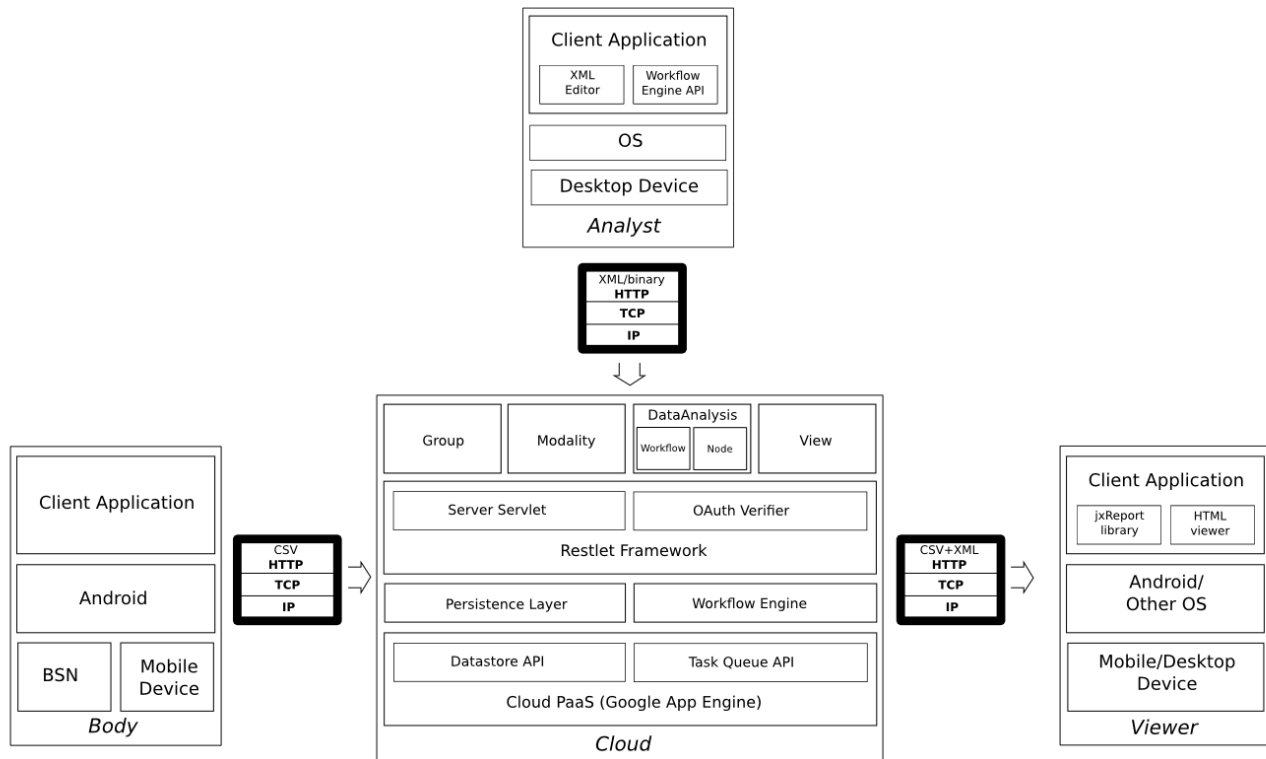 Client Application
XML
Editor
Workflow
Engine API
OS
Desktop Device
Analyst
XML/binary
HTTP
TCP
IP
Client Application
Android
BSN
Mobile
Device
Body
CSV
HTTP
TCP
IP
Group
Modality
DataAnalysis
Workflow
Node
View
Server Servlet
OAuth Verifier
Restlet Framework
Persistence Layer
Workflow Engine
Datastore API
Task Queue API
Cloud PaaS (Google App Engine)
Cloud
CSV+XML
HTTP
TCP
IP
Client Application
jxReport
library
HTML
viewer
Android/
Other OS
Mobile/Desktop
Device
Viewer